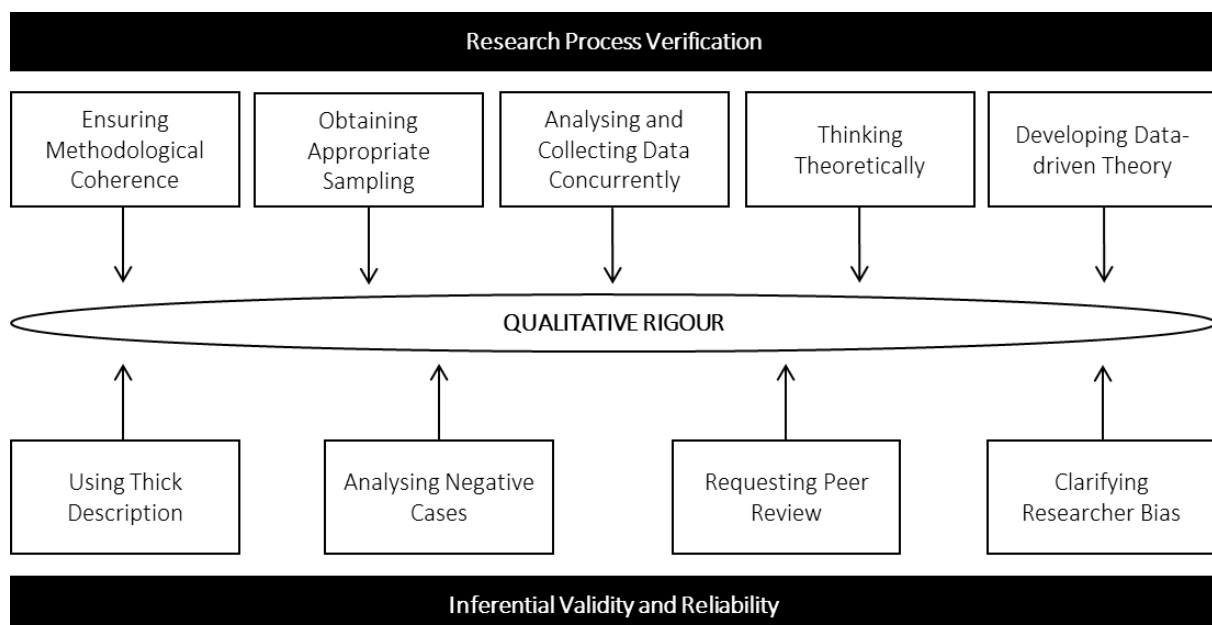 Research Process Verification
Ensuring
Methodological
Coherence
Obtaining
Appropriate
Sampling
Analysing and
Collecting Data
Concurrently
Thinking
Theoretically
Developing Data-
driven Theory
QUALITATIVE RIGOUR
Using Thick
Description
Analysing Negative
Cases
Requesting Peer
Review
Clarifying
Researcher Bias
Inferential Validity and Reliability